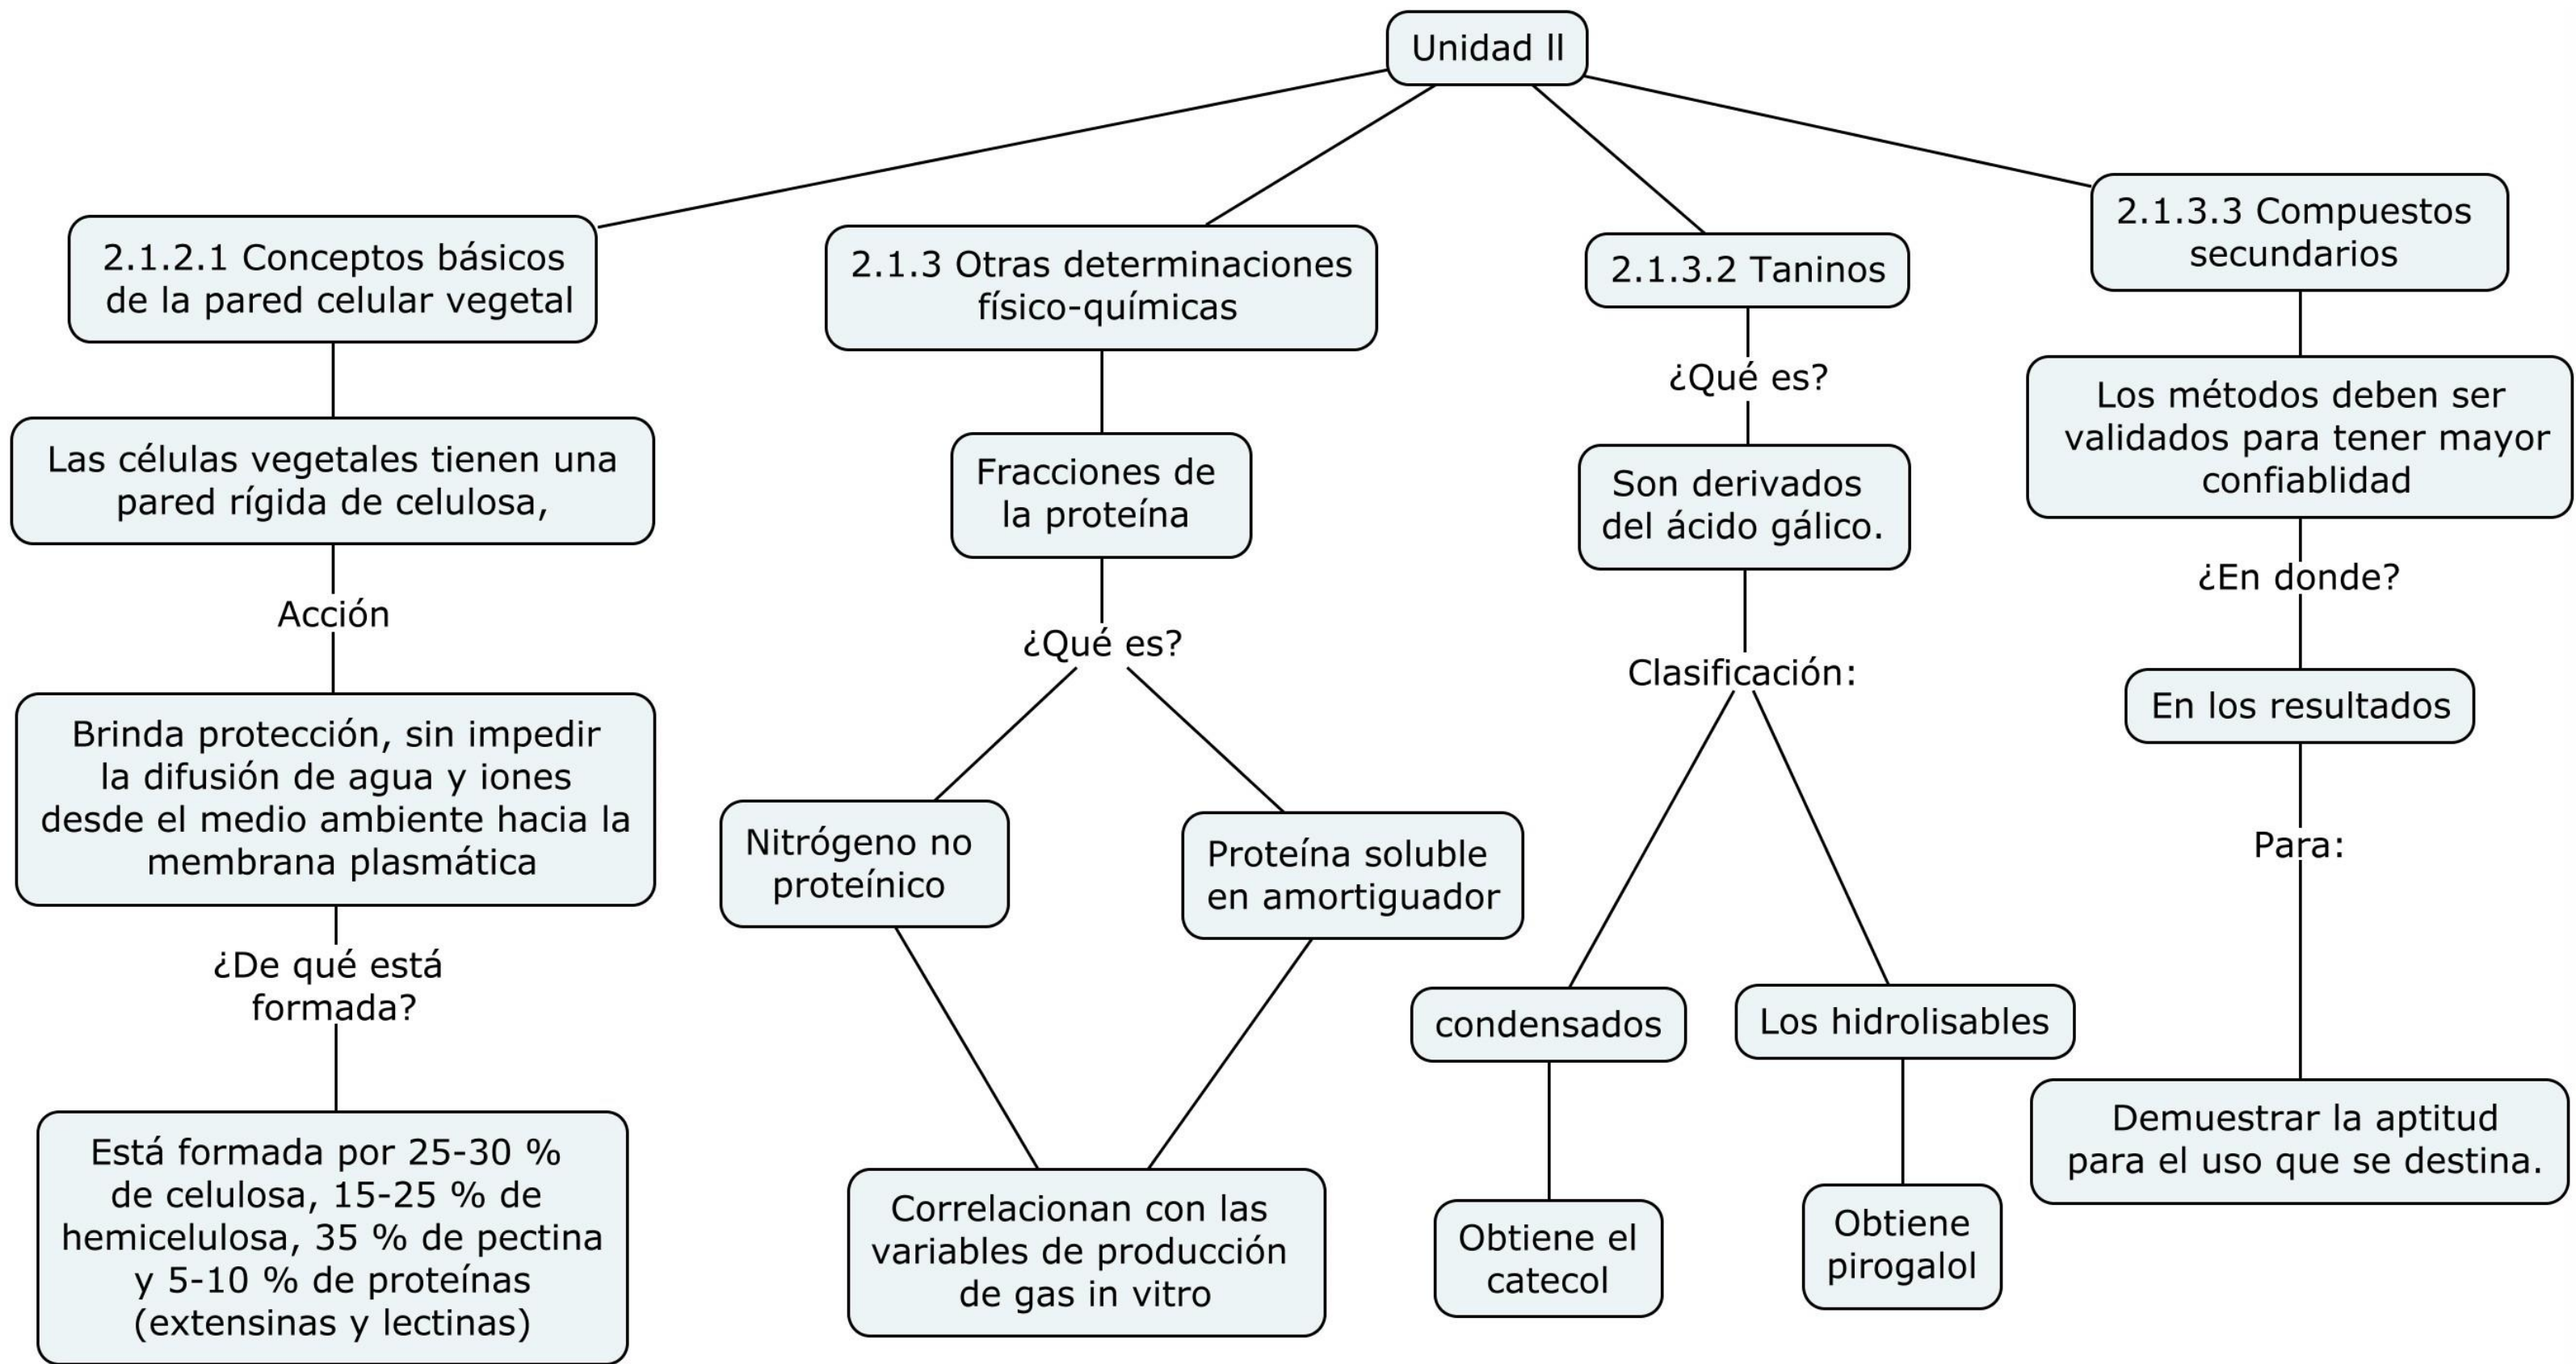 Unidad ll
2.1.2.1 Conceptos básicos
de la pared celular vegetal
Las células vegetales tienen una
pared rígida de celulosa,
Acción
Brinda protección, sin impedir
la difusión de agua y iones
desde el medio ambiente hacia la
membrana plasmática
¿De qué está
formada?
Está formada por 25-30 %
de celulosa, 15-25 % de
hemicelulosa, 35 % de pectina
y 5-10 % de proteínas
(extensinas y lectinas)
2.1.3 Otras determinaciones
físico-químicas
Fracciones de
la proteína
¿Qué es?
Nitrógeno no
proteínico
Proteína soluble
en amortiguador
Correlacionan con las
variables de producción
de gas in vitro
2.1.3.2 Taninos
¿Qué es?
Son derivados
del ácido gálico.
Clasificación:
condensados
Obtiene el
catecol
Los hidrolisables
Obtiene
pirogalol
2.1.3.3 Compuestos
secundarios
Los métodos deben ser
validados para tener mayor
confiablidad
¿En donde?
En los resultados
Para:
Demuestrar la aptitud
para el uso que se destina.